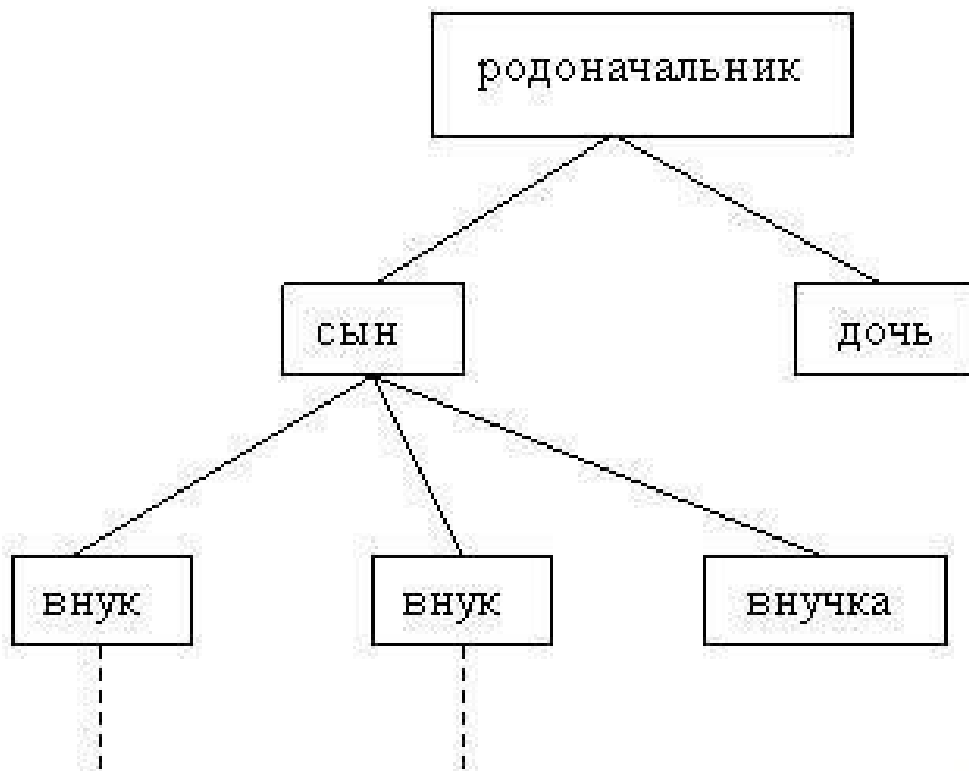 родоначальник
сын
дочь
внук
внук
внучка